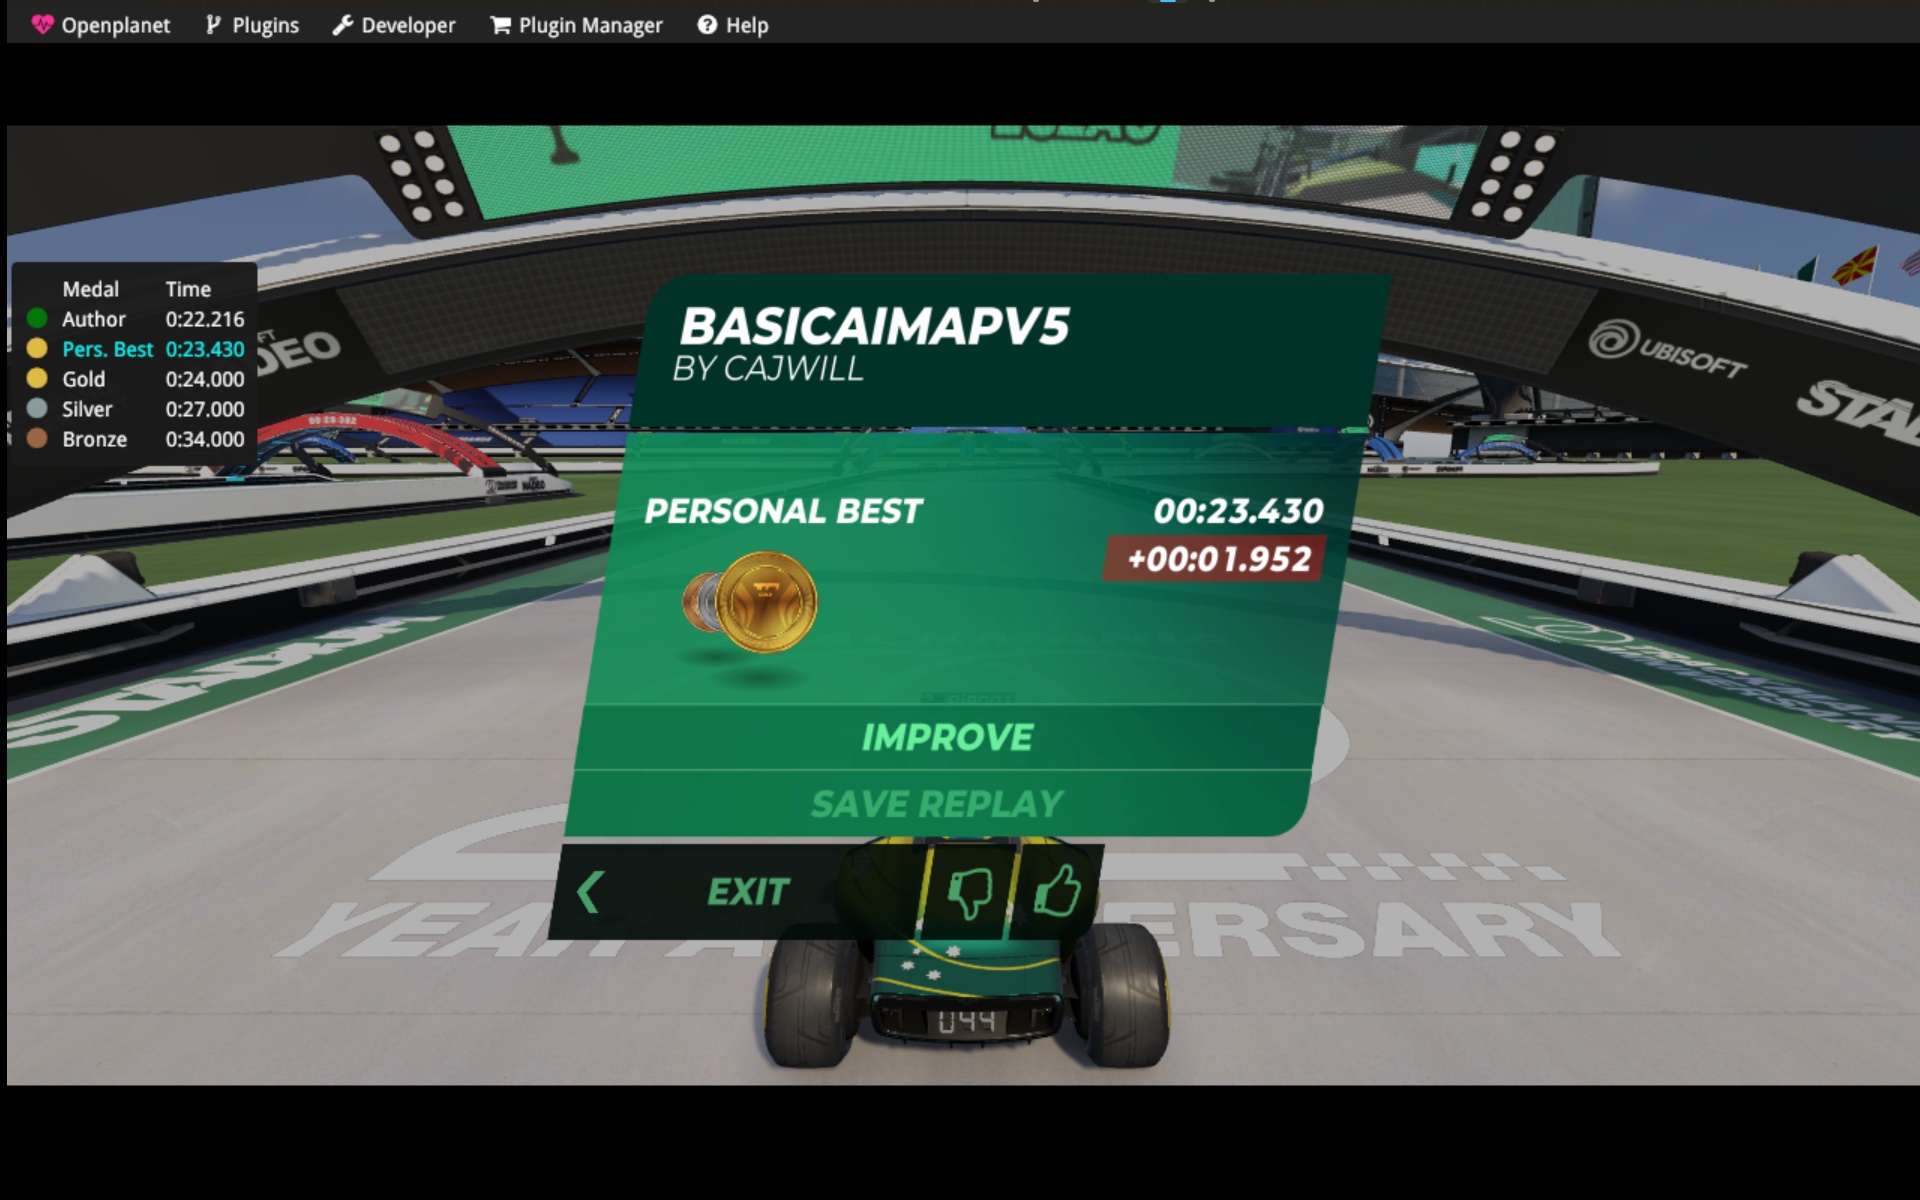 Openplanet Plugins Developer Plugin Manager Help
Medal Time
Author 0:22.216
Pers. Best 0:23.430
Gold 0:24.000
Silver 0:27.000
Bronze 0:34.000
UBISOFT
BASICAIMAPV5
BY CAJWILL
PERSONAL BEST 00:23.430
+00:01.952
IMPROVE
SAVE REPLAY
EXIT
STADIUM
YEAR
044